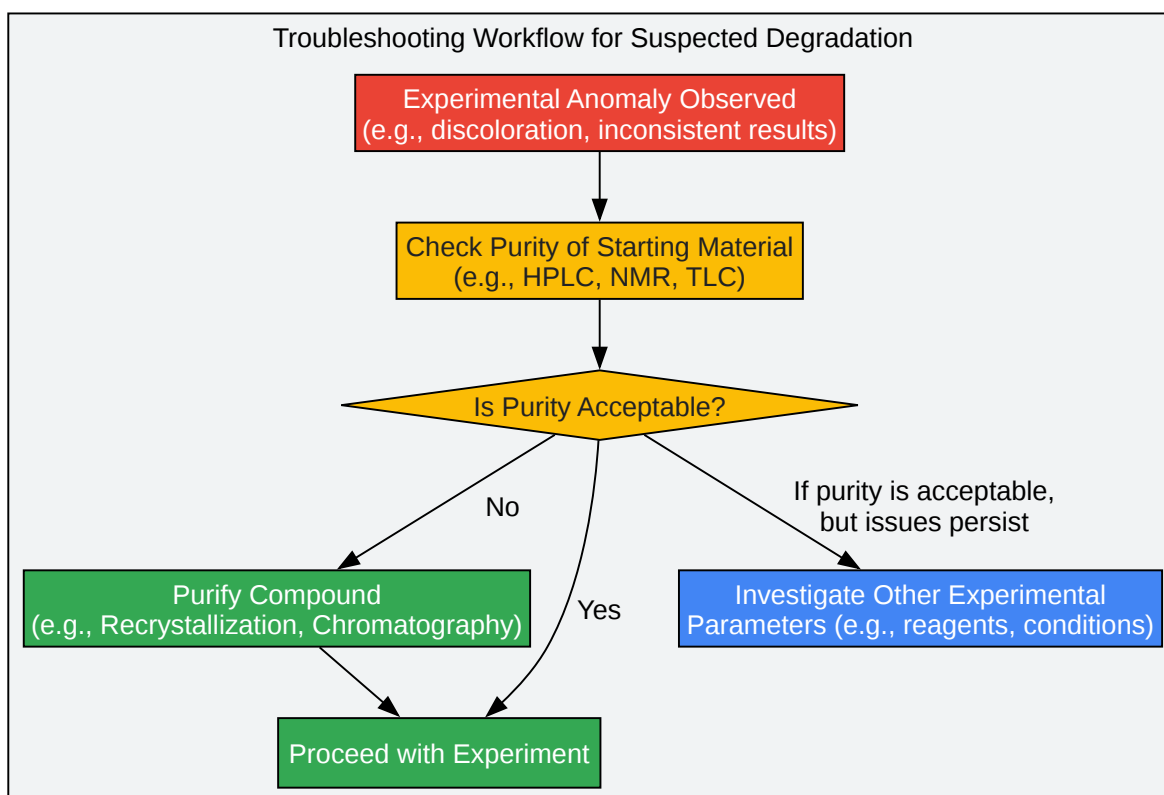 Troubleshooting Workflow for Suspected Degradation
Experimental Anomaly Observed
(e.g., discoloration, inconsistent results)
Check Purity of Starting Material
(e.g., HPLC, NMR, TLC)
Is Purity Acceptable?
No
Yes
If purity is acceptable,
but issues persist
Purify Compound
(e.g., Recrystallization, Chromatography)
Investigate Other Experimental
Parameters (e.g., reagents, conditions)
Proceed with Experiment